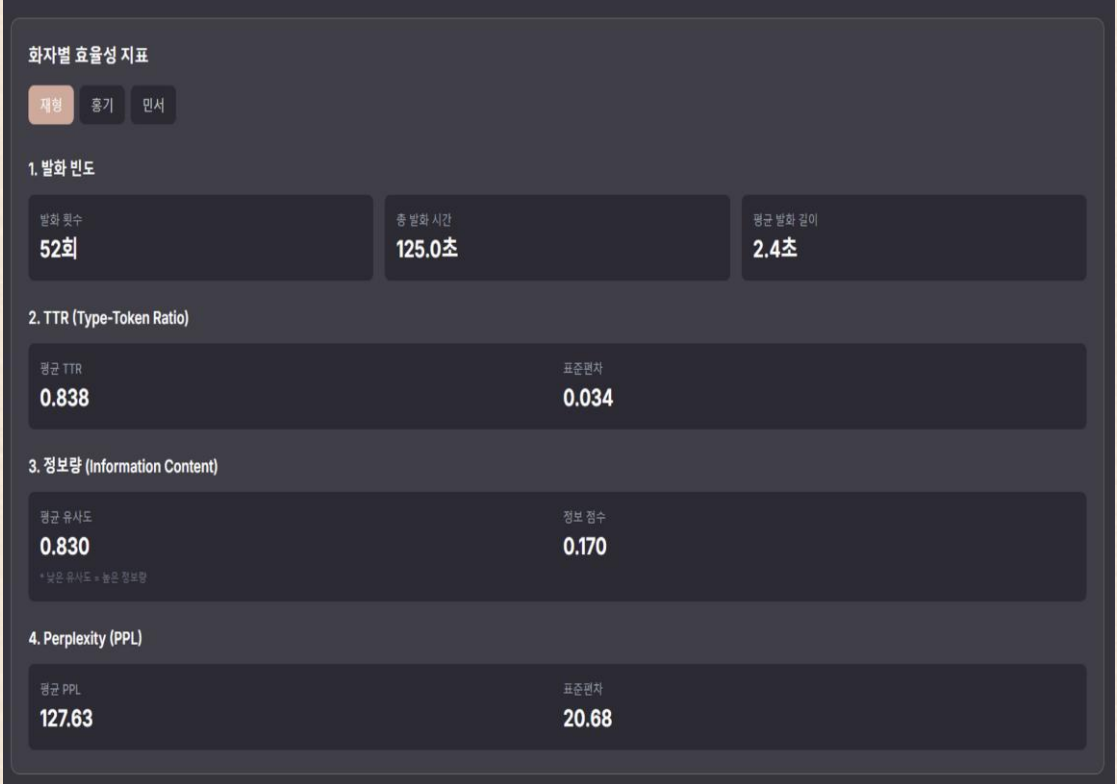 화자별 효율성 지표
재형 홍기 민서
1. 발화 빈도
발화 횟수 총 발화 시간 평균 발화 길이
52회 125.0초 2.4초
2. TTR (Type-Token Ratio)
평균 TTR 표준편차
0.838 0.034
3. 정보량 (Information Content)
평균 유사도 정보 점수
0.830 0.170
* 낮은 유사도 = 높은 정보량
4. Perplexity (PPL)
평균 PPL 표준편차
127.63 20.68